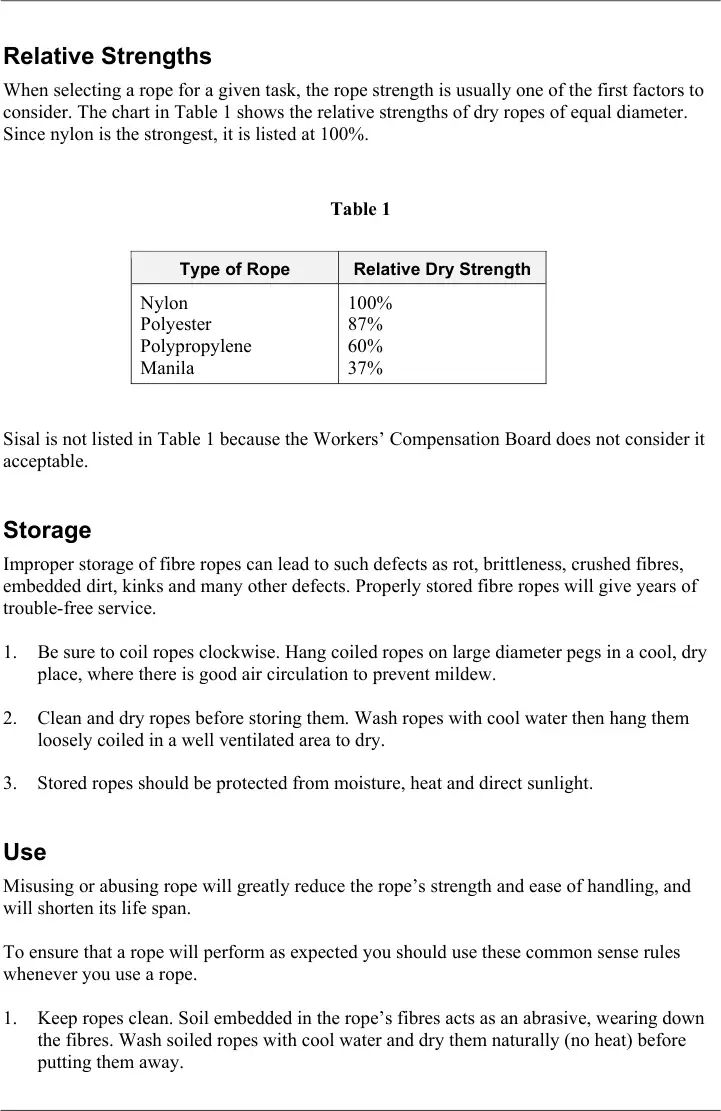 Relative Strengths
When selecting a rope for a given task, the rope strength is usually one of the first factors to
consider. The chart in Table 1 shows the relative strengths of dry ropes of equal diameter.
Since nylon is the strongest, it is listed at 100%.
Table 1
Type of Rope Relative Dry Strength
Nylon 100%
Polyester 87%
Polypropylene 60%
Manila 37%
Sisal is not listed in Table 1 because the Workers’ Compensation Board does not consider it
acceptable.
Storage
Improper storage of fibre ropes can lead to such defects as rot, brittleness, crushed fibres,
embedded dirt, kinks and many other defects. Properly stored fibre ropes will give years of
trouble-free service.
1. Be sure to coil ropes clockwise. Hang coiled ropes on large diameter pegs in a cool, dry
place, where there is good air circulation to prevent mildew.
2. Clean and dry ropes before storing them. Wash ropes with cool water then hang them
loosely coiled in a well ventilated area to dry.
3. Stored ropes should be protected from moisture, heat and direct sunlight.
Use
Misusing or abusing rope will greatly reduce the rope’s strength and ease of handling, and
will shorten its life span.
To ensure that a rope will perform as expected you should use these common sense rules
whenever you use a rope.
1. Keep ropes clean. Soil embedded in the rope’s fibres acts as an abrasive, wearing down
the fibres. Wash soiled ropes with cool water and dry them naturally (no heat) before
putting them away.